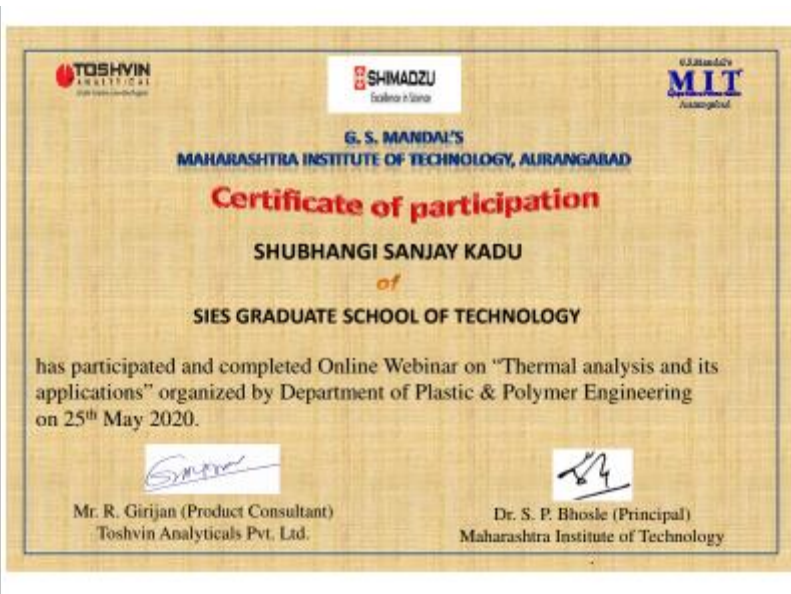 TOSHVIN
ANALYTICAL
SHIMADZU
Excellence in Science
G.S.Mandal's
MIT
Aurangabad
G. S. MANDAL'S
MAHARASHTRA INSTITUTE OF TECHNOLOGY, AURANGABAD
Certificate of participation
SHUBHANGI SANJAY KADU
of
SIES GRADUATE SCHOOL OF TECHNOLOGY
has participated and completed Online Webinar on “Thermal analysis and its
applications” organized by Department of Plastic & Polymer Engineering
on 25th May 2020.
Mr. R. Girijan (Product Consultant)
Toshvin Analyticals Pvt. Ltd.
Dr. S. P. Bhosle (Principal)
Maharashtra Institute of Technology